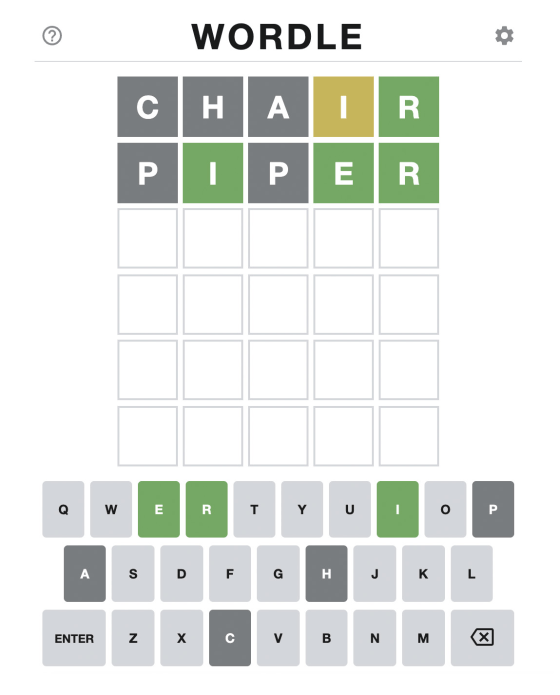 ?
WORDLE
C H A I R
P I P E R
Q W E R T Y U I O P
A S D F G H J K L
ENTER Z X C V B N M